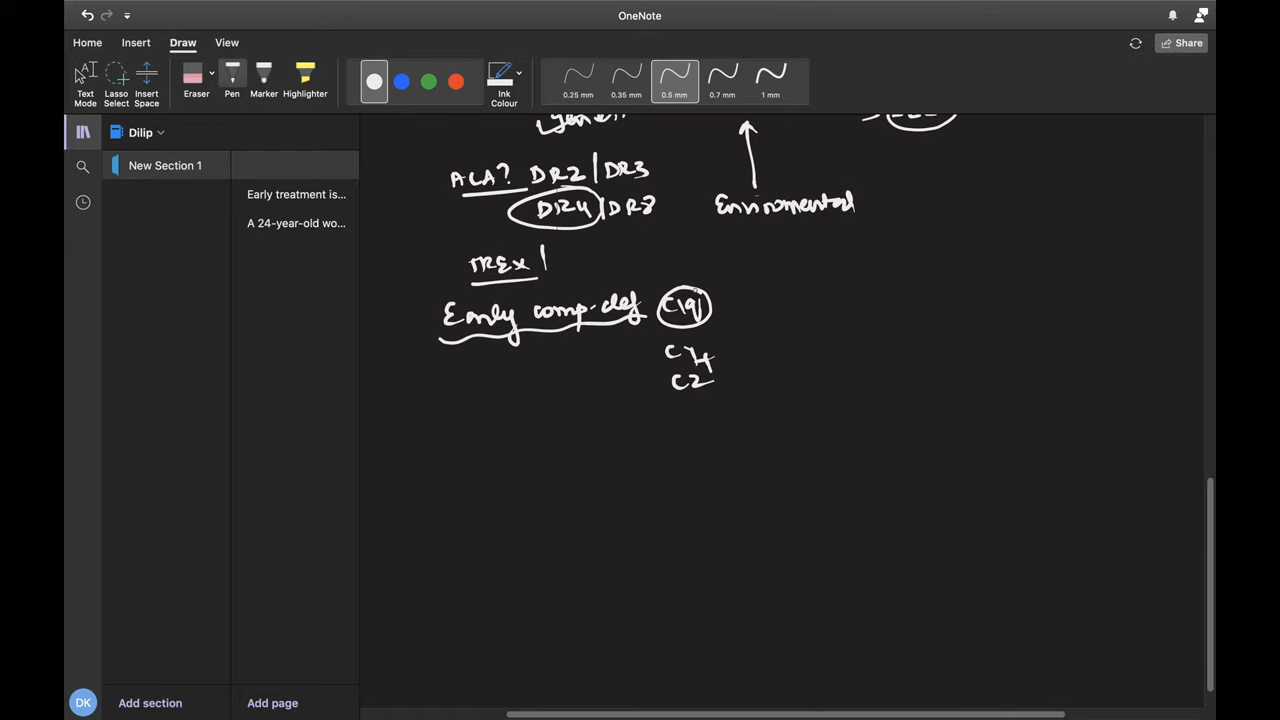 OneNote
Home Insert Draw View
Share
Text Mode
Lasso Select
Insert Space
Eraser
Pen
Marker
Highlighter
Ink Colour
0.25 mm
0.35 mm
0.5 mm
0.7 mm
1 mm
Dilip
New Section 1
Early treatment is...
A 24-year-old wo...
ALA? DR2 | DR3
DR4 | DR8
Enviromental
TREX 1
Early comp. def C1q
C4
C2
DK
Add section
Add page